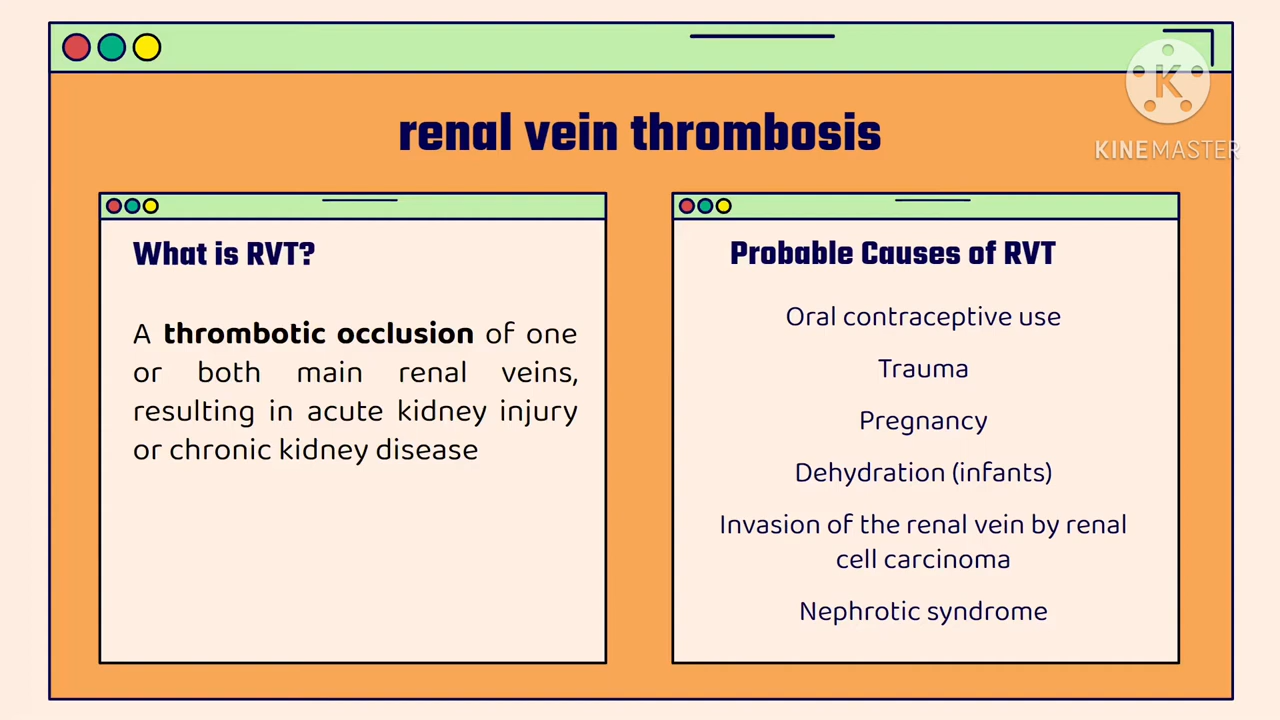 K
KINEMASTER
renal vein thrombosis
What is RVT?
A thrombotic occlusion of one
or both main renal veins,
resulting in acute kidney injury
or chronic kidney disease
Probable Causes of RVT
Oral contraceptive use
Trauma
Pregnancy
Dehydration (infants)
Invasion of the renal vein by renal
cell carcinoma
Nephrotic syndrome